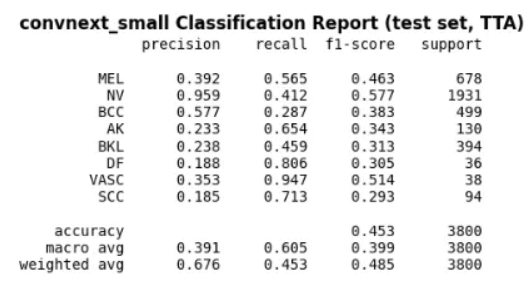 convnext_small Classification Report (test set, TTA)
precision recall f1-score support
MEL 0.392 0.565 0.463 678
NV 0.959 0.412 0.577 1931
BCC 0.577 0.287 0.383 499
AK 0.233 0.654 0.343 130
BKL 0.238 0.459 0.313 394
DF 0.188 0.806 0.305 36
VASC 0.353 0.947 0.514 38
SCC 0.185 0.713 0.293 94
accuracy 0.453 3800
macro avg 0.391 0.605 0.399 3800
weighted avg 0.676 0.453 0.485 3800